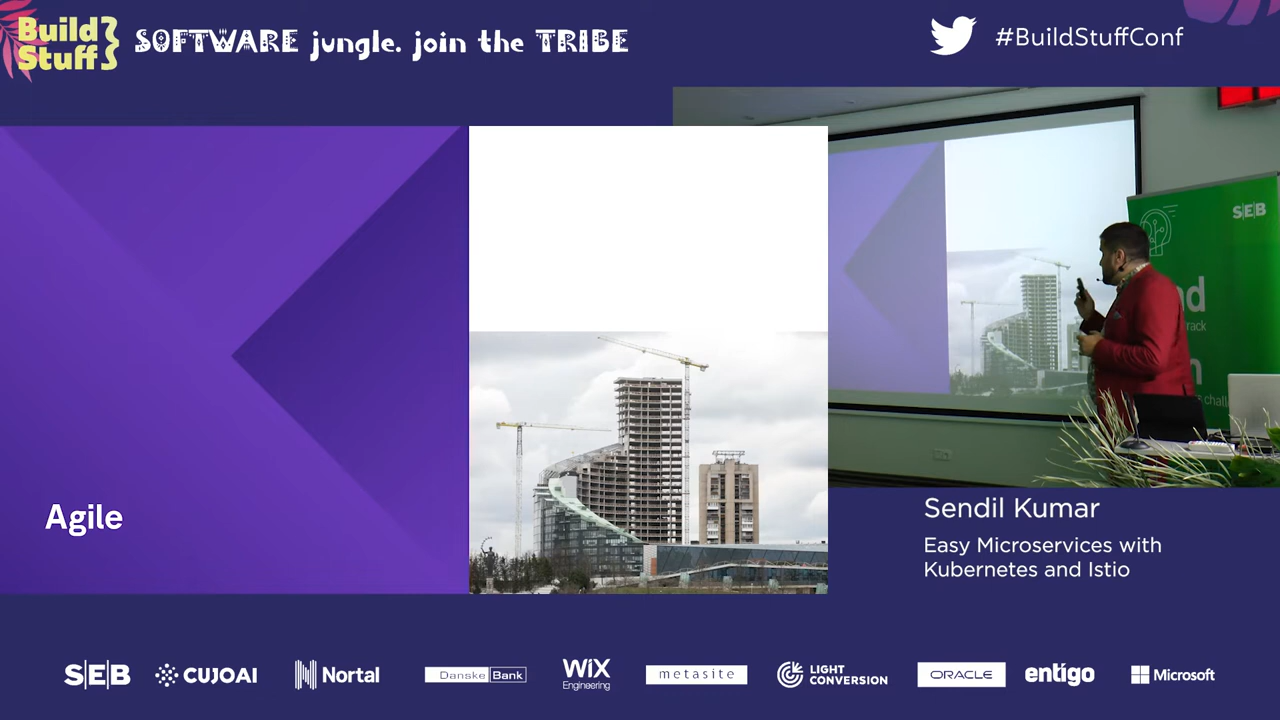 Build
Stuff
SOFTWARE jungle. join the TRIBE
#BuildStuffConf
SEB
Agile
Sendil Kumar
Easy Microservices with
Kubernetes and Istio
SEB
CUJOAI
Nortal
Danske Bank
WiX
Engineering
metasite
LIGHT
CONVERSION
ORACLE
entigo
Microsoft